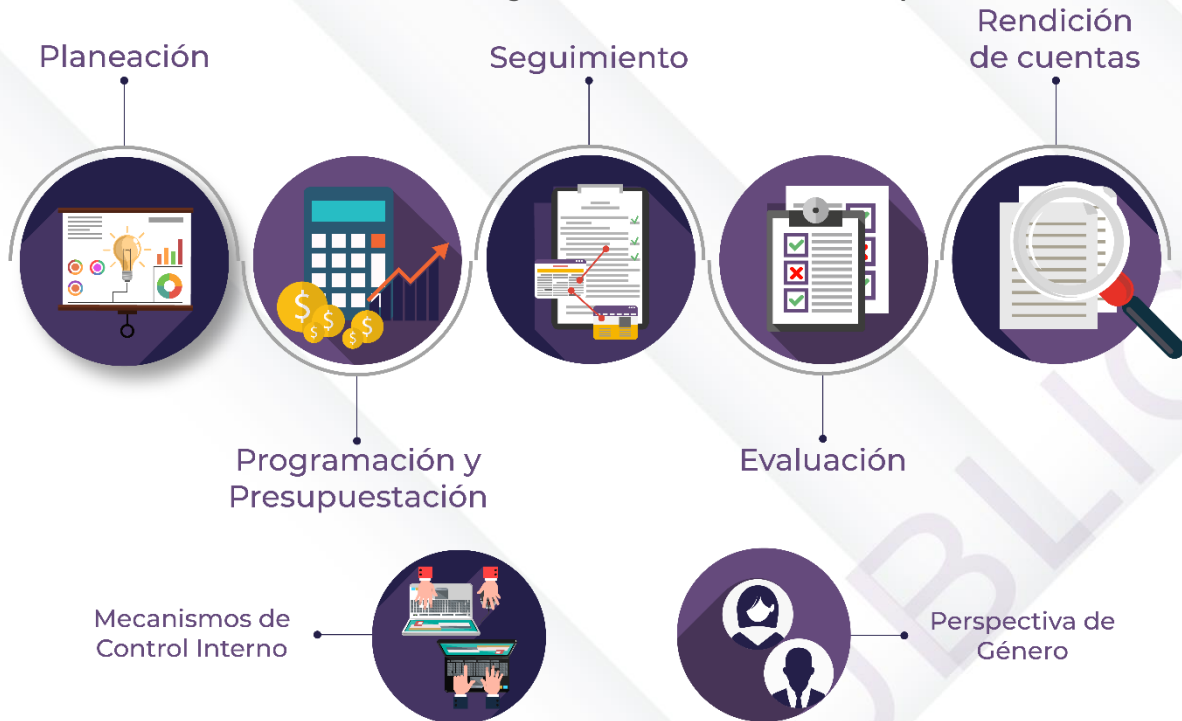 Planeación
Seguimiento
Rendición
de cuentas
Programación y
Presupuestación
Evaluación
Mecanismos de
Control Interno
Perspectiva de
Género